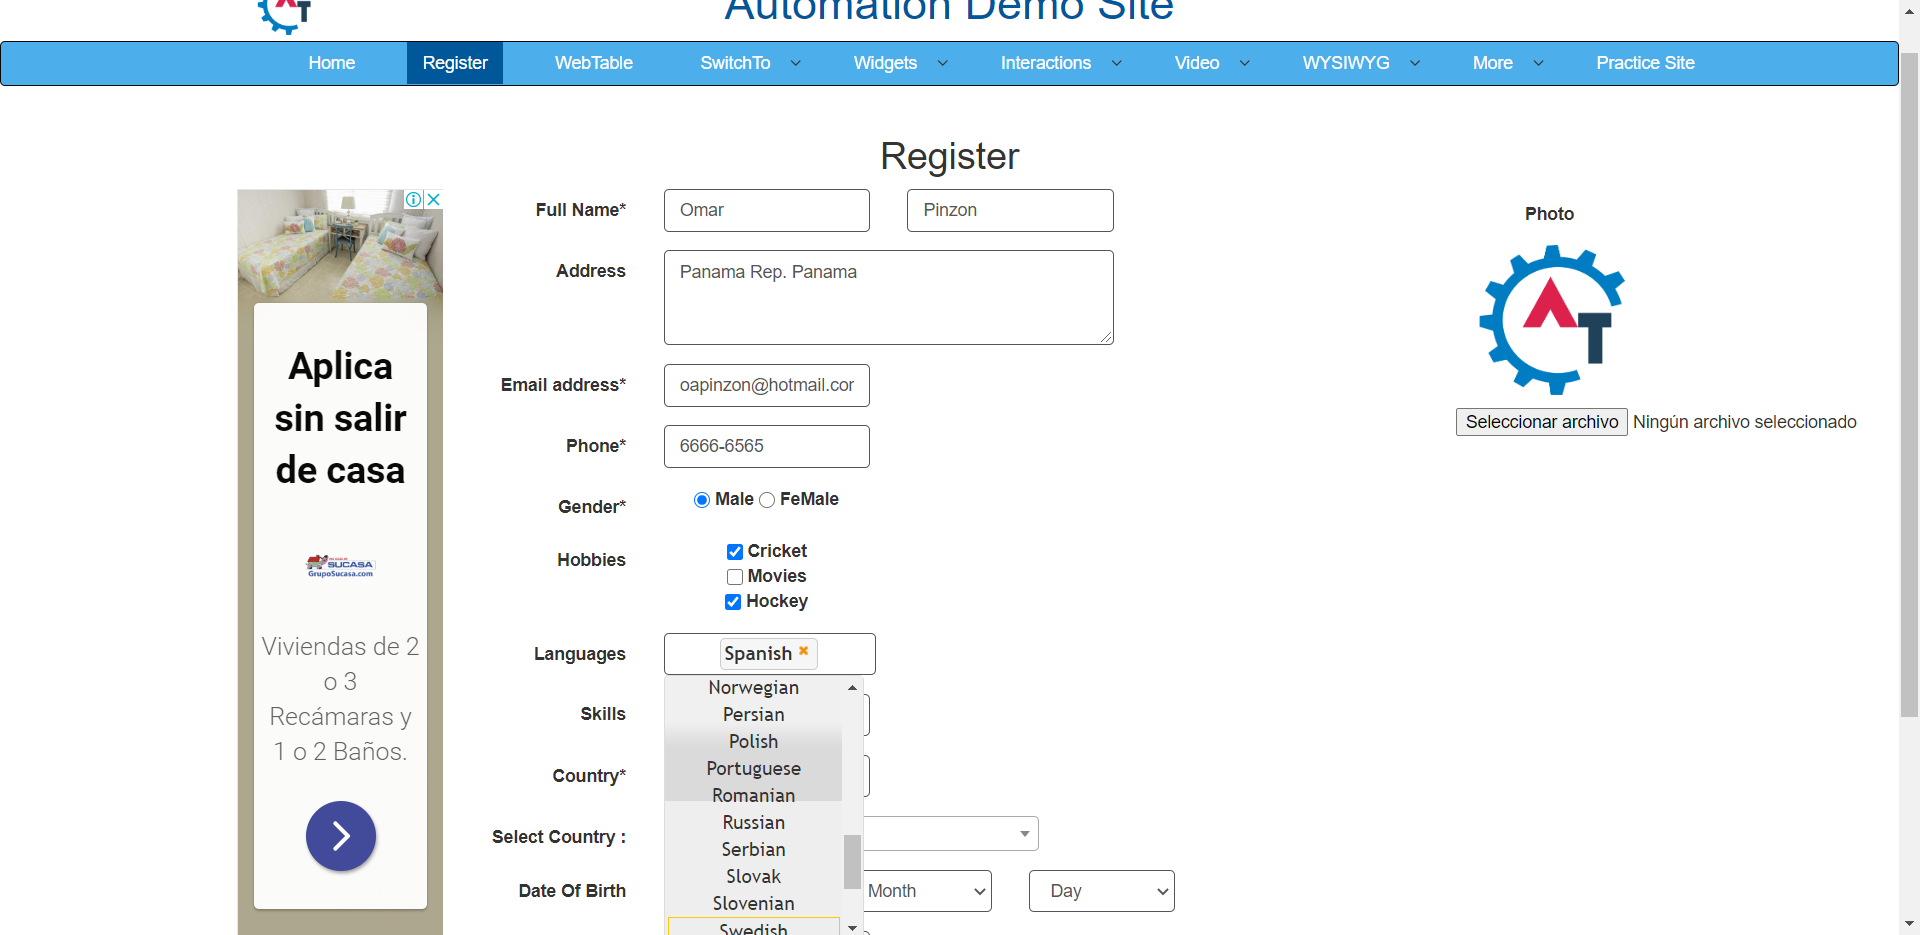 Automation Demo Site
Home Register WebTable SwitchTo Widgets Interactions Video WYSIWYG More Practice Site
Register
Full Name* Omar Pinzon
Address Panama Rep. Panama
Email address* oapinzon@hotmail.cor
Phone* 6666-6565
Gender* Male FeMale
Hobbies Cricket
Movies
Hockey
Languages Spanish
Norwegian
Persian
Polish
Portuguese
Romanian
Russian
Serbian
Slovak
Slovenian
Swedish
Skills
Country*
Select Country :
Date Of Birth Month Day
Photo
AT
Seleccionar archivo Ningún archivo seleccionado
Aplica
sin salir
de casa
SUCASA
GrupoSucasa.com
Viviendas de 2
o 3
Recámaras y
1 o 2 Baños.